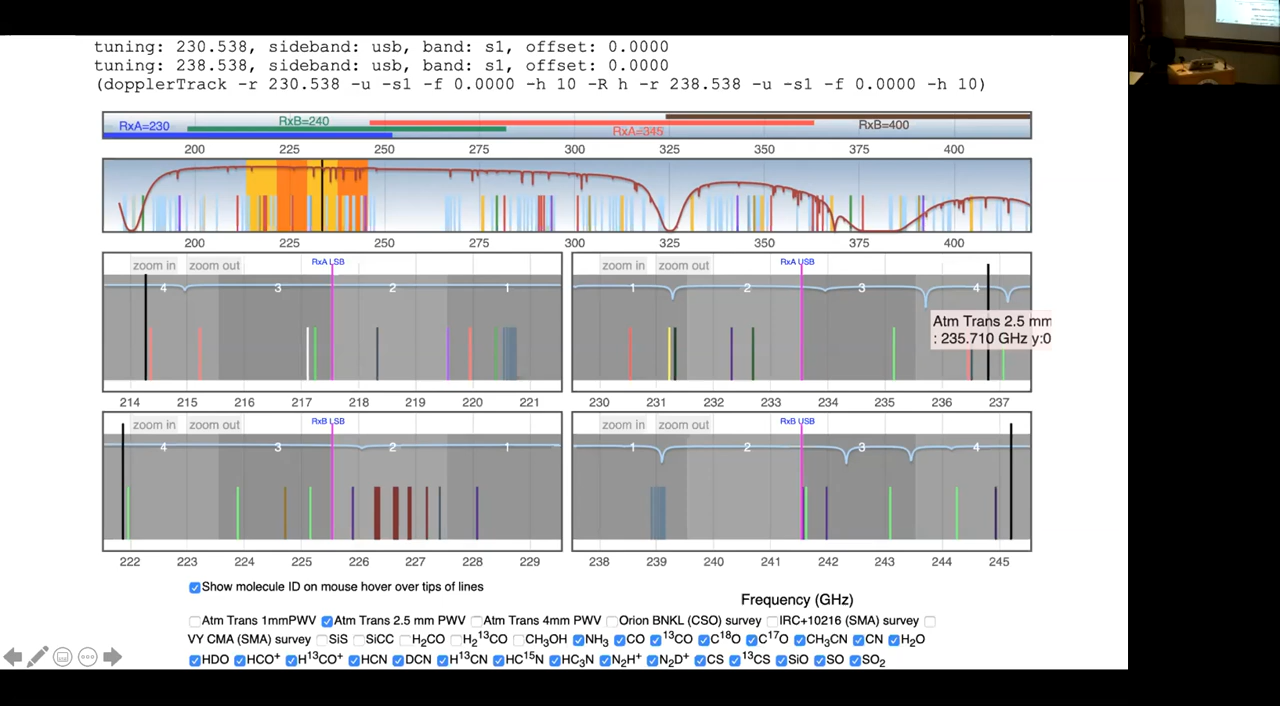 tuning: 230.538, sideband: usb, band: s1, offset: 0.0000
tuning: 238.538, sideband: usb, band: s1, offset: 0.0000
(dopplerTrack -r 230.538 -u -s1 -f 0.0000 -h 10 -R h -r 238.538 -u -s1 -f 0.0000 -h 10)
RxA=230 RxB=240 RxA=345 RxB=400
200 225 250 275 300 325 350 375 400
200 225 250 275 300 325 350 375 400
zoom in zoom out RxA LSB zoom in zoom out RxA USB
4 3 2 1 1 2 3 4
Atm Trans 2.5 mm
: 235.710 GHz y:0
214 215 216 217 218 219 220 221 230 231 232 233 234 235 236 237
zoom in zoom out RxB LSB zoom in zoom out RxB USB
4 3 2 1 1 2 3 4
222 223 224 225 226 227 228 229 238 239 240 241 242 243 244 245
Show molecule ID on mouse hover over tips of lines
Frequency (GHz)
Atm Trans 1mmPWV Atm Trans 2.5 mm PWV Atm Trans 4mm PWV Orion BNKL (CSO) survey IRC+10216 (SMA) survey
VY CMA (SMA) survey SiS SiCC H2CO H2¹³CO CH3OH NH3 CO ¹³CO C¹⁸O C¹⁷O CH3CN CN H2O
HDO HCO⁺ H¹³CO⁺ HCN DCN H¹³CN HC¹⁵N HC3N N2H⁺ N2D⁺ CS ¹³CS SiO SO SO2